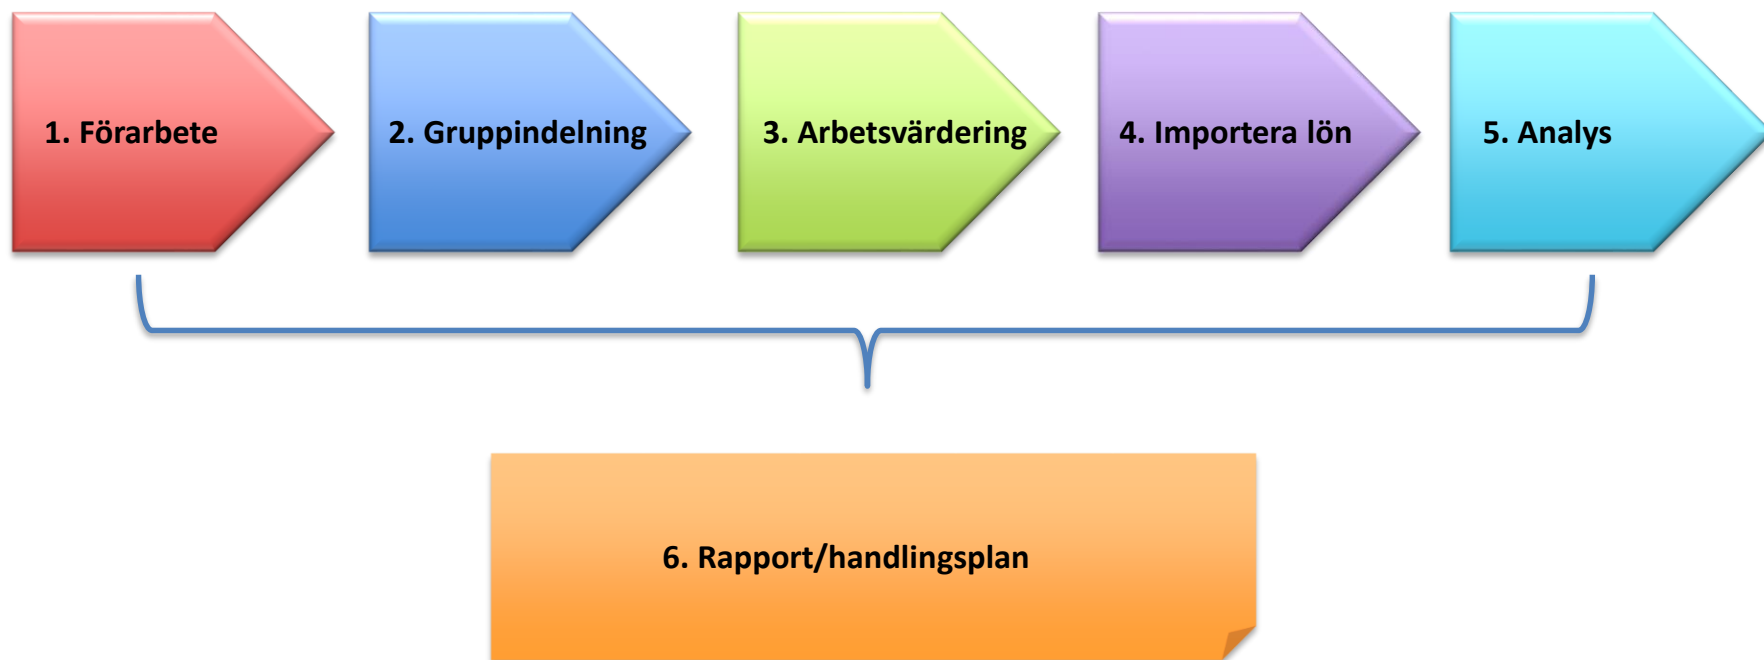 1. Förarbete
2. Gruppindelning
3. Arbetsvärdering
4. Importera lön
5. Analys
6. Rapport/handlingsplan